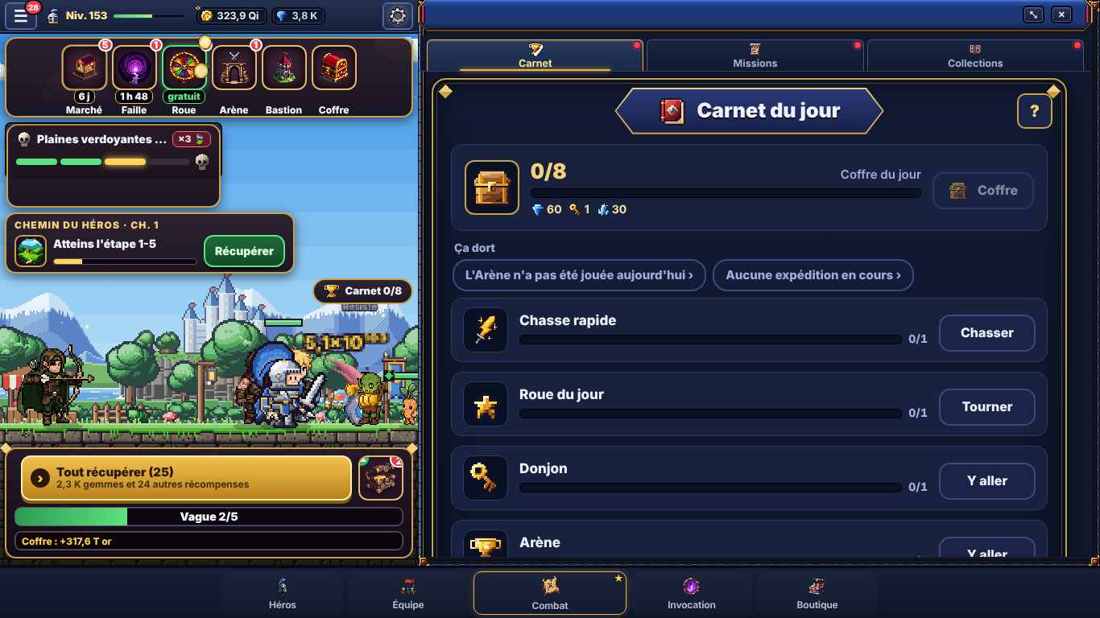 28
Niv. 153
323,9 Qi
3,8 K
5
1
1
6 j
1 h 48
gratuit
Marché
Faille
Roue
Arène
Bastion
Coffre
Plaines verdoyantes ...
×3
CHEMIN DU HÉROS · CH. 1
Atteins l'étape 1-5
Récupérer
Carnet 0/8
Tout récupérer (25)
2,3 K gemmes et 24 autres récompenses
Vague 2/5
Coffre : +317,6 T or
Carnet
Missions
Collections
Carnet du jour
?
0/8
Coffre du jour
60
1
30
Coffre
Ça dort
L'Arène n'a pas été jouée aujourd'hui ›
Aucune expédition en cours ›
Chasse rapide
0/1
Chasser
Roue du jour
0/1
Tourner
Donjon
0/1
Y aller
Arène
Y aller
Héros
Équipe
Combat
Invocation
Boutique